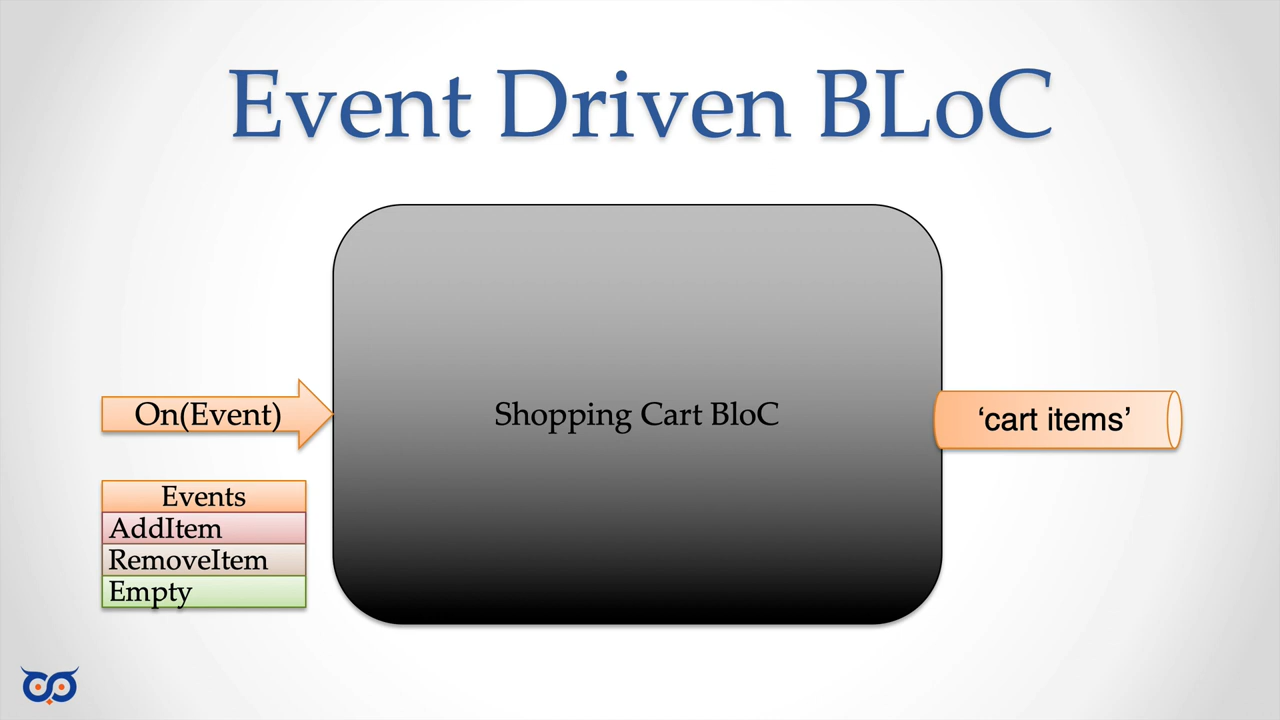 Event Driven BLoC
On(Event)
Shopping Cart BloC
‘cart items’
Events
AddItem
RemoveItem
Empty